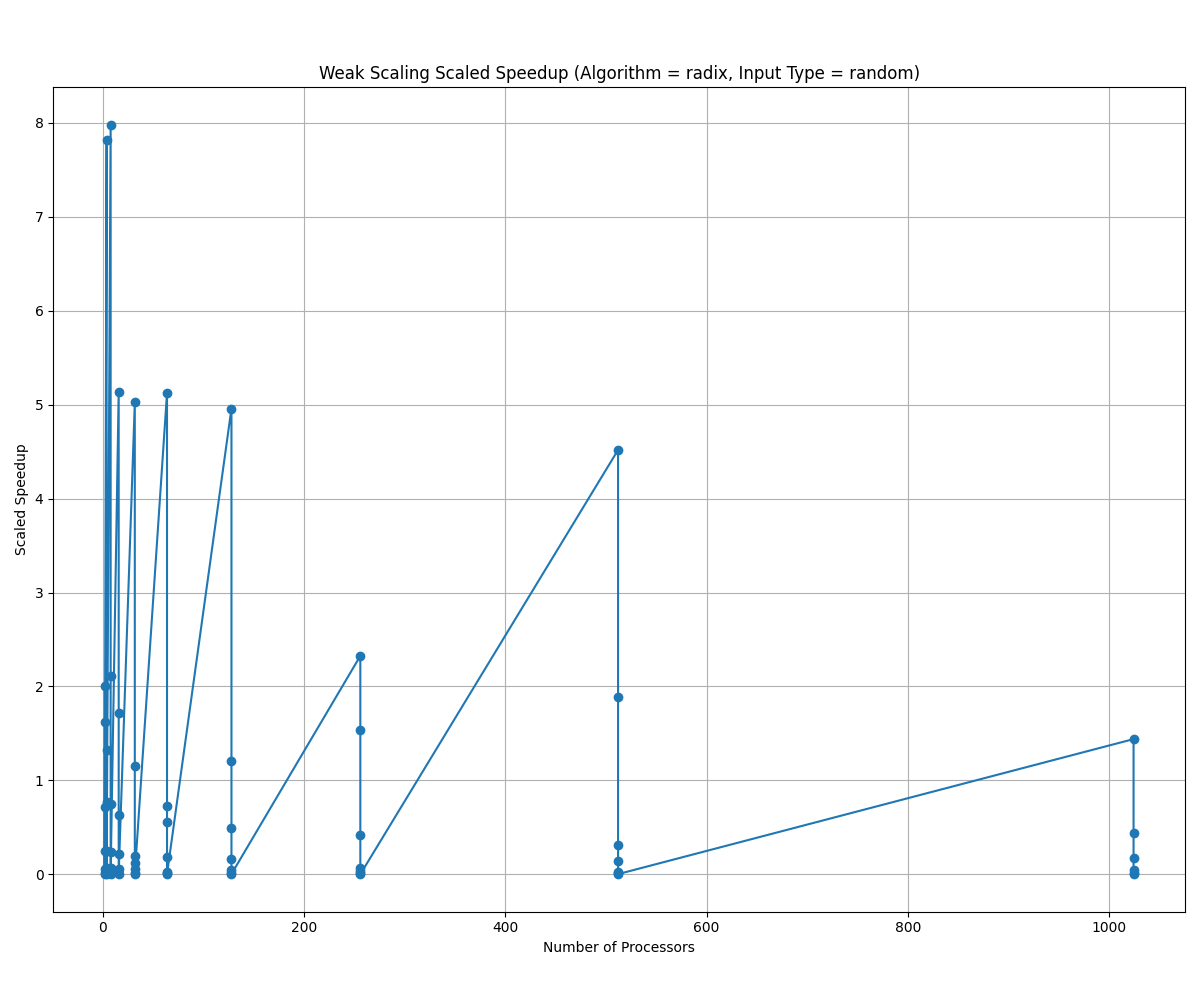 Weak Scaling Scaled Speedup (Algorithm = radix, Input Type = random)
8
7
6
5
4
3
2
1
0
Scaled Speedup
0 200 400 600 800 1000
Number of Processors